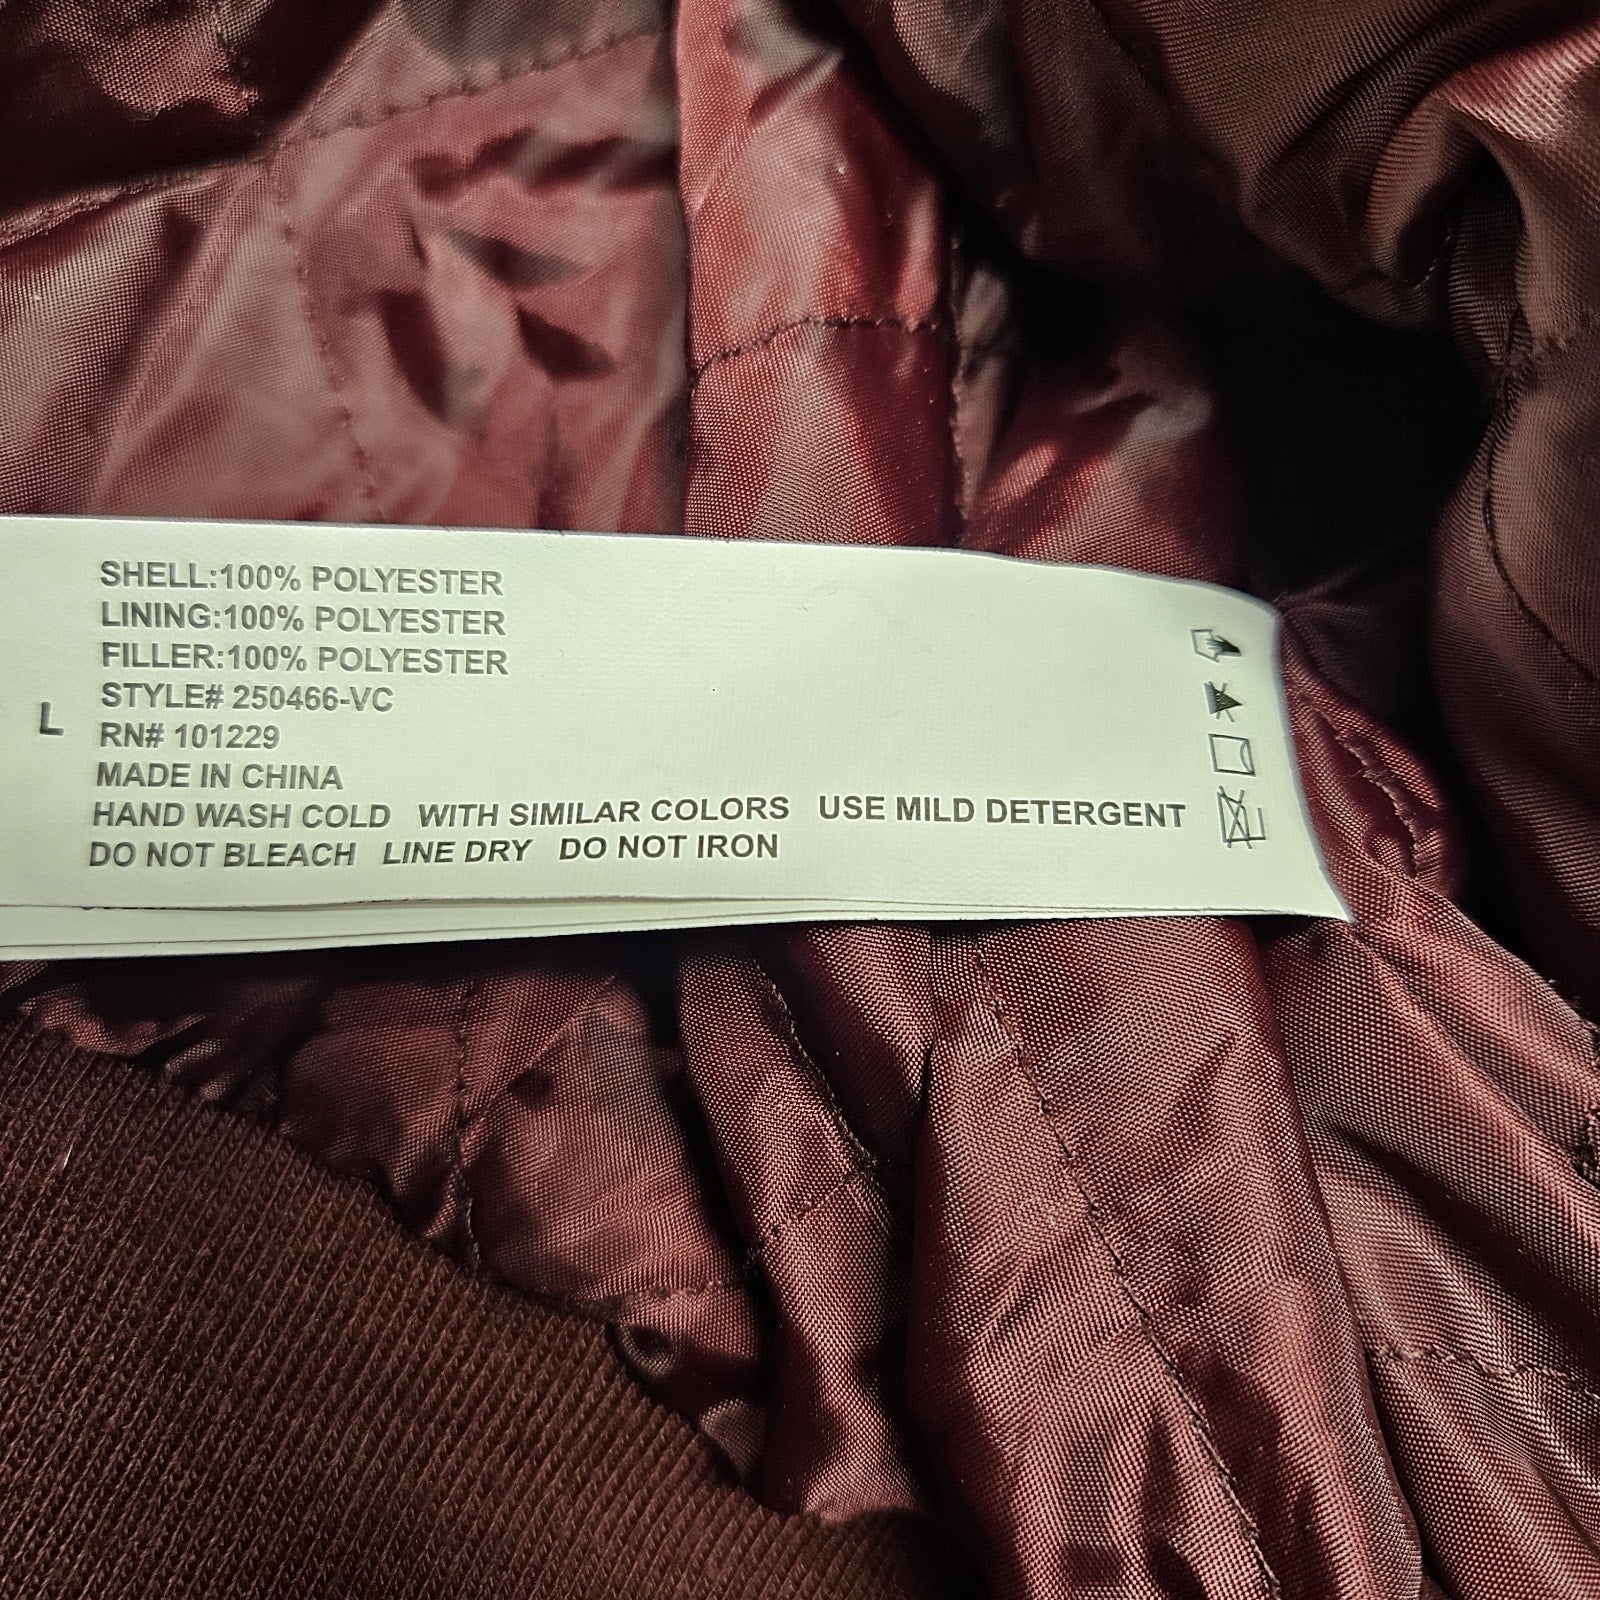 SHELL:100% POLYESTER
LINING:100% POLYESTER
FILLER:100% POLYESTER
STYLE# 250466-VC
L
RN# 101229
MADE IN CHINA
HAND WASH COLD WITH SIMILAR COLORS USE MILD DETERGENT
DO NOT BLEACH LINE DRY DO NOT IRON